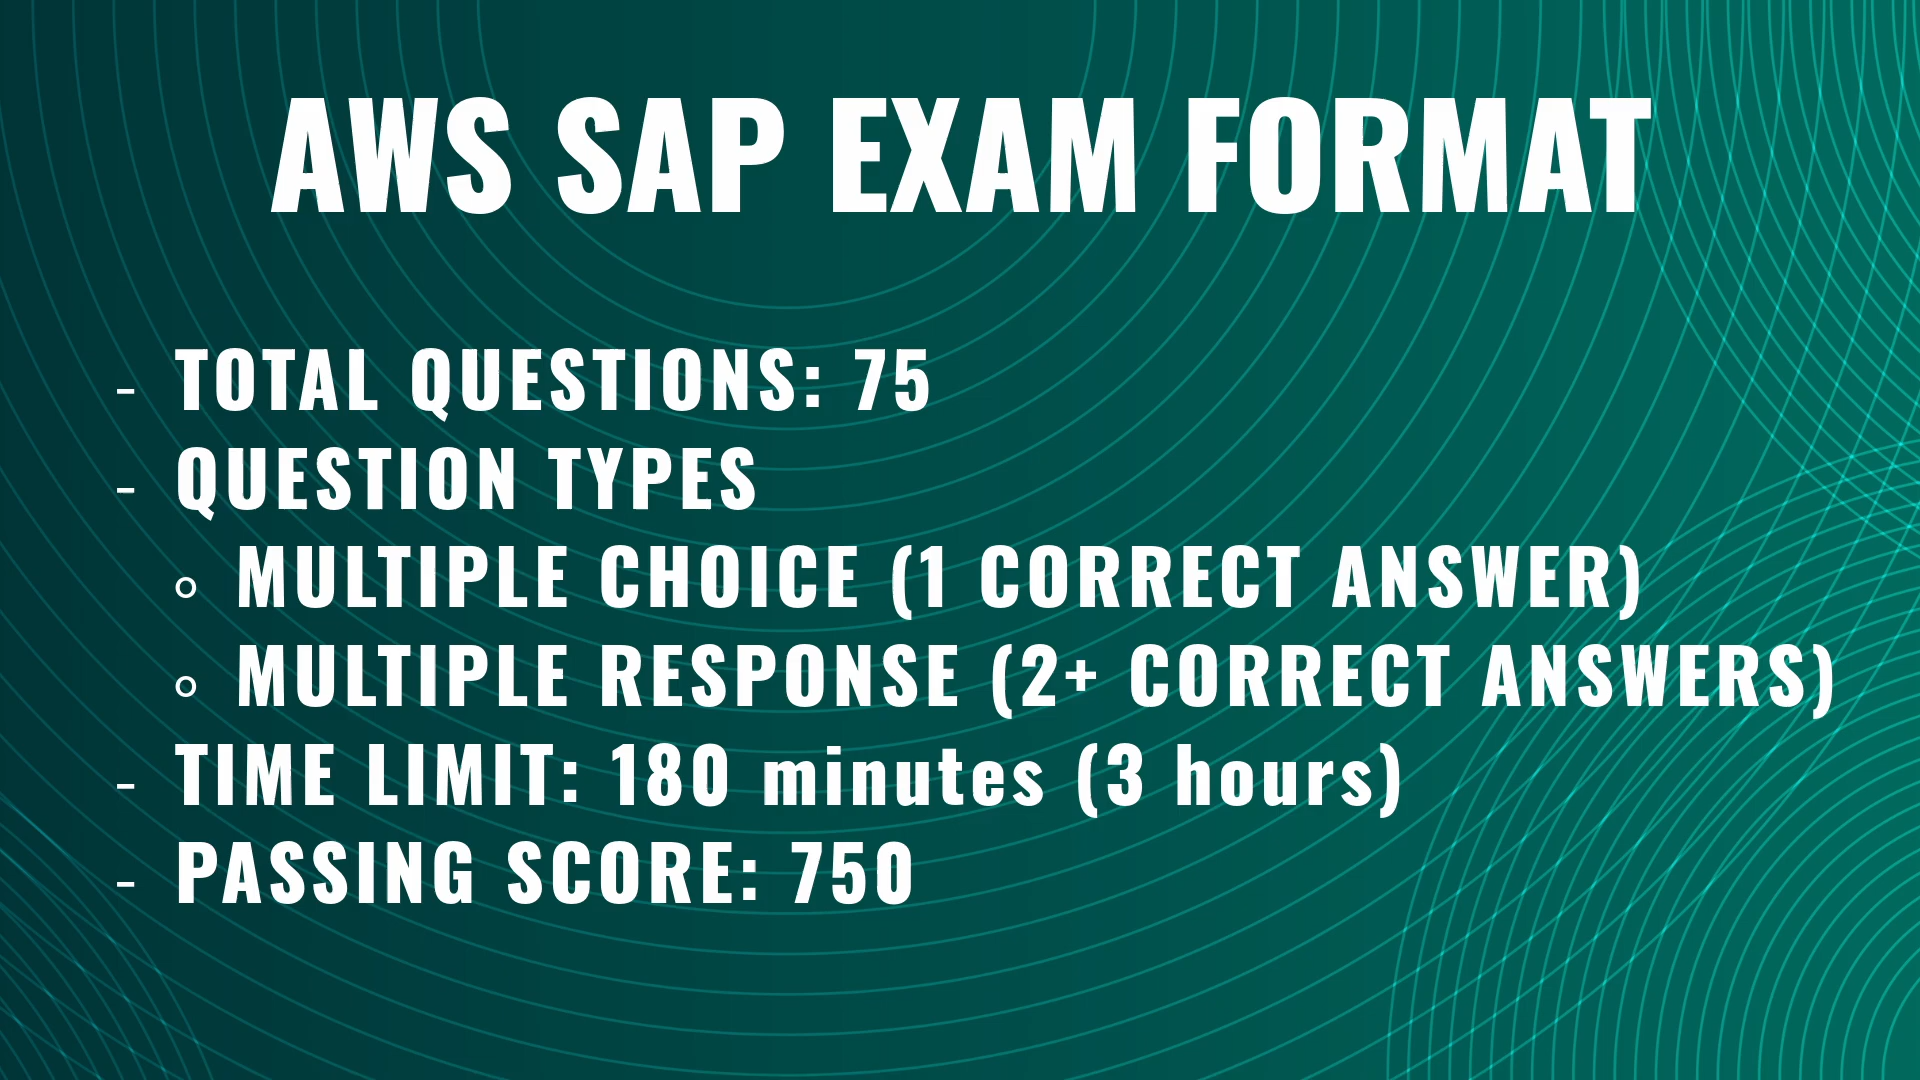 AWS SAP EXAM FORMAT
- TOTAL QUESTIONS: 75
- QUESTION TYPES
◦ MULTIPLE CHOICE (1 CORRECT ANSWER)
◦ MULTIPLE RESPONSE (2+ CORRECT ANSWERS)
- TIME LIMIT: 180 minutes (3 hours)
- PASSING SCORE: 750